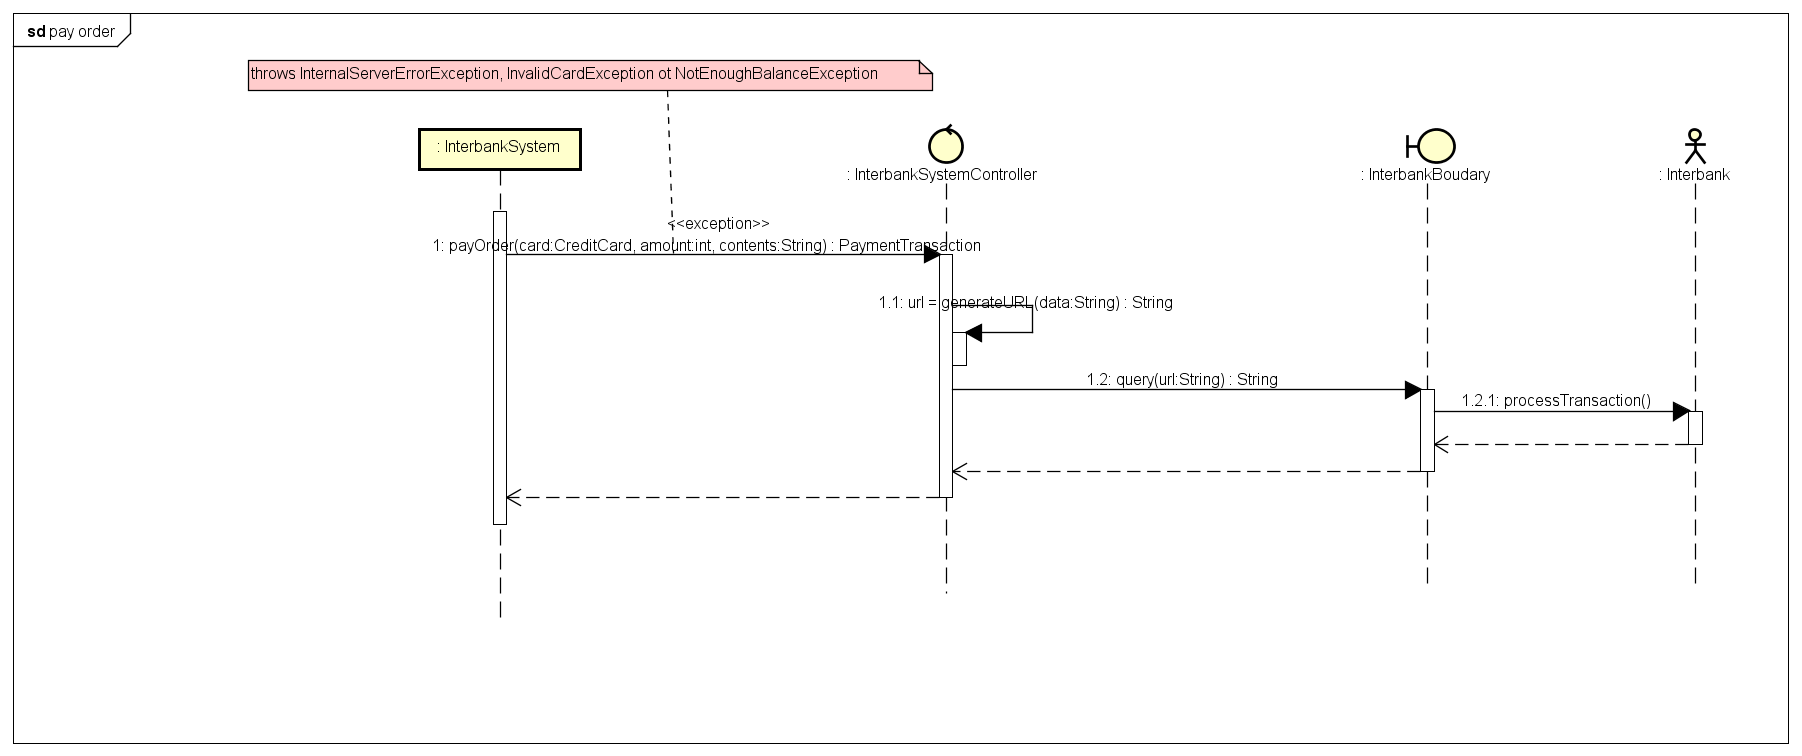 sd pay order
throws InternalServerErrorException, InvalidCardException ot NotEnoughBalanceException
: InterbankSystem
: InterbankSystemController
: InterbankBoudary
: Interbank
<<exception>>
1: payOrder(card:CreditCard, amount:int, contents:String) : PaymentTransaction
1.1: url = generateURL(data:String) : String
1.2: query(url:String) : String
1.2.1: processTransaction()